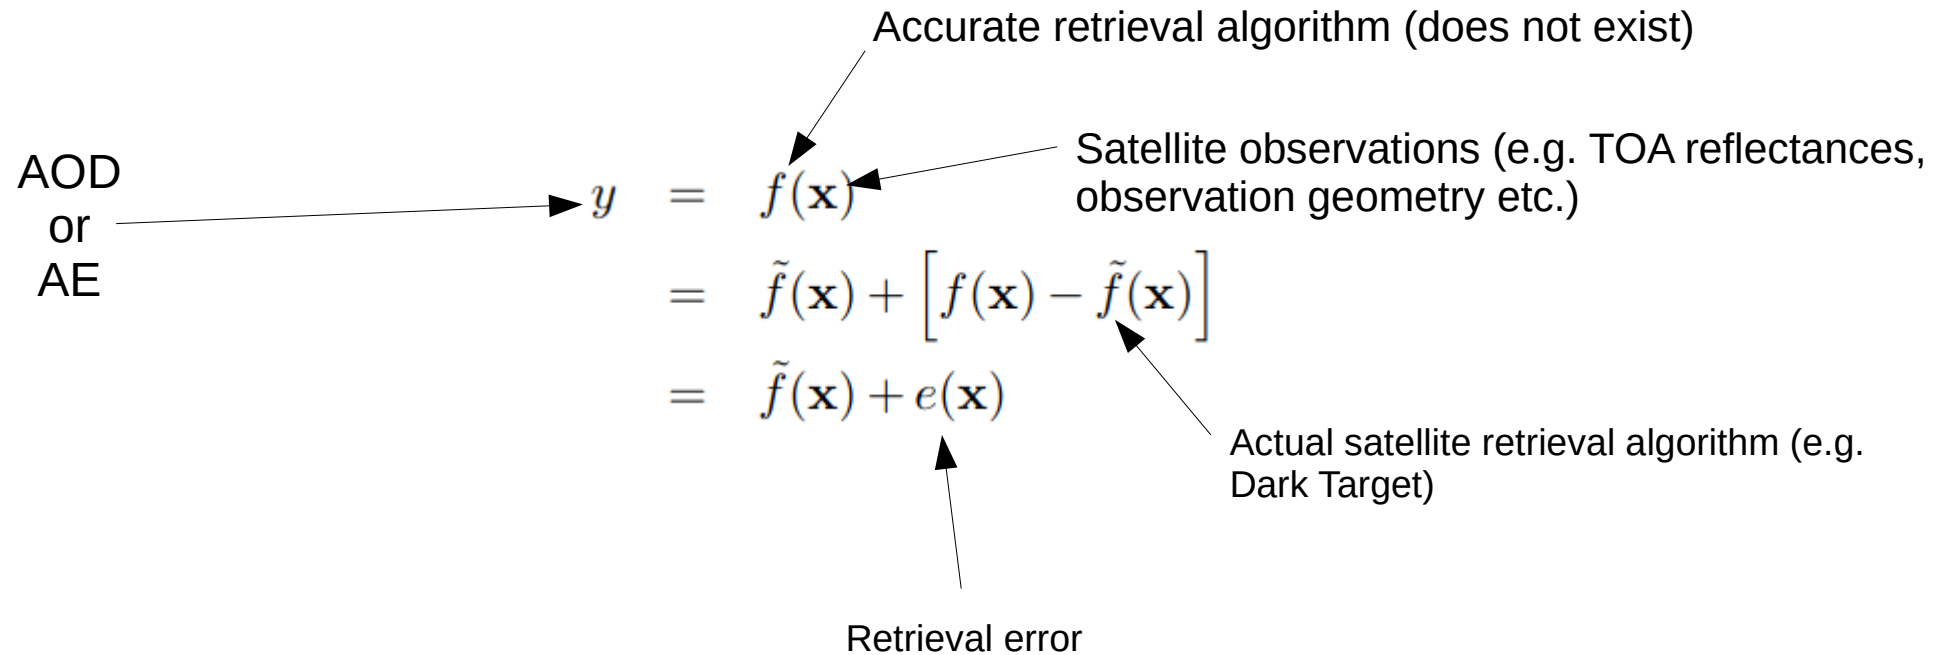 Accurate retrieval algorithm (does not exist)
Satellite observations (e.g. TOA reflectances,
observation geometry etc.)
AOD
or
AE
y = f(x)
= f̃(x) + [f(x) − f̃(x)]
= f̃(x) + e(x)
Actual satellite retrieval algorithm (e.g.
Dark Target)
Retrieval error